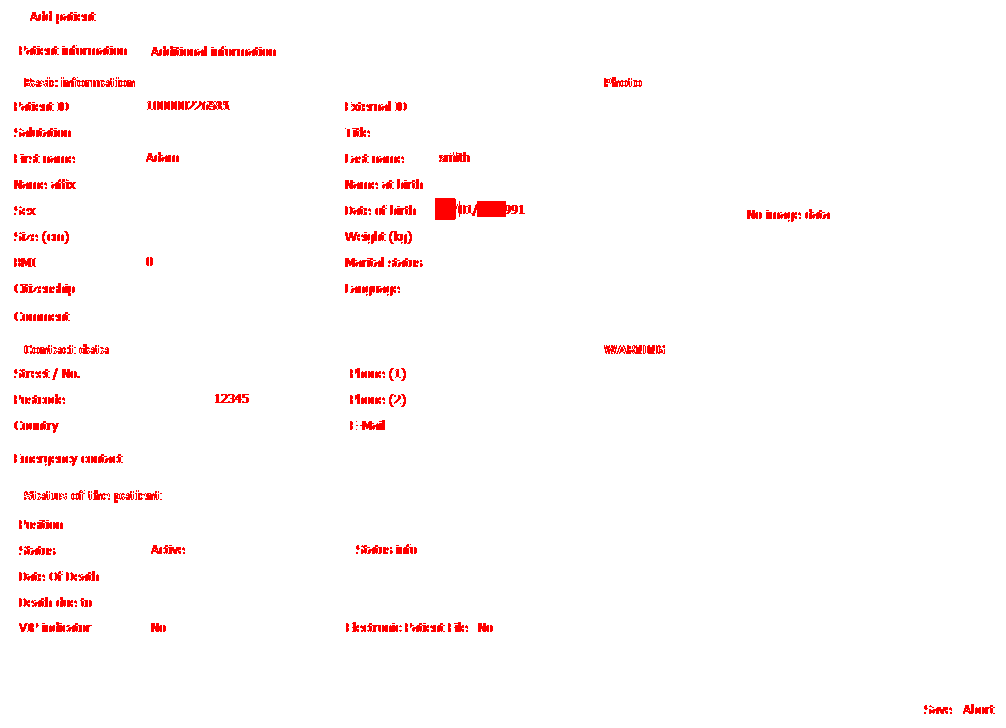 Add patient
Patient information Additional information
Basic information Photo
Patient ID External ID
Salutation Title
First name Adam Last name smith
Name affix Name at birth
Sex Date of birth /01/ 991
No image data
Size (cm) Weight (kg)
BMI 0 Marital status
Citizenship Language
Comment
Contact data WARNING
Street / No. Phone (1)
Postcode 12345 Phone (2)
Country E-Mail
Emergency contact
Status of the patient
Position
Status Active Status info
Date Of Death
Death due to
VIP indicator No Electronic Patient File No
Save Abort